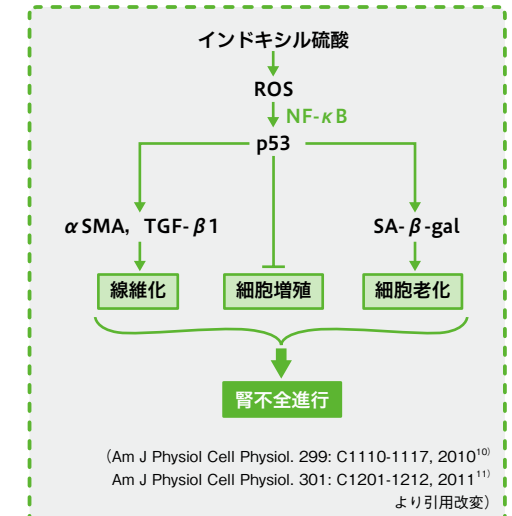 インドキシル硫酸
ROS
NF-κB
p53
αSMA, TGF-β1
SA-β-gal
線維化
細胞増殖
細胞老化
腎不全進行
(Am J Physiol Cell Physiol. 299: C1110-1117, 2010¹⁰⁾
Am J Physiol Cell Physiol. 301: C1201-1212, 2011¹¹⁾
より引用改変)